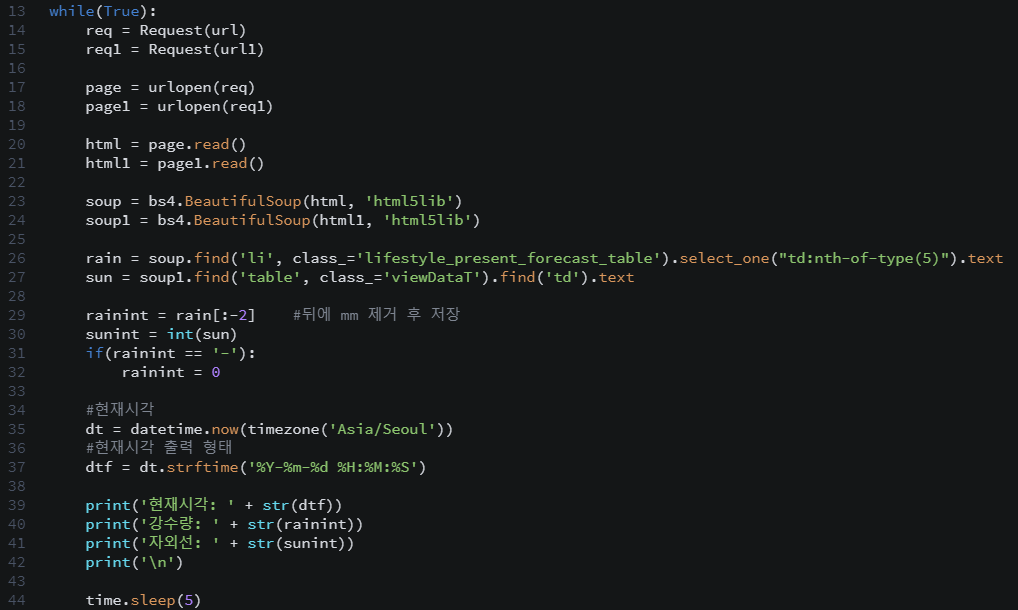 13 while(True):
14     req = Request(url)
15     req1 = Request(url1)
16
17     page = urlopen(req)
18     page1 = urlopen(req1)
19
20     html = page.read()
21     html1 = page1.read()
22
23     soup = bs4.BeautifulSoup(html, 'html5lib')
24     soup1 = bs4.BeautifulSoup(html1, 'html5lib')
25
26     rain = soup.find('li', class_='lifestyle_present_forecast_table').select_one("td:nth-of-type(5)").text
27     sun = soup1.find('table', class_='viewDataT').find('td').text
28
29     rainint = rain[:-2]    #뒤에 mm 제거 후 저장
30     sunint = int(sun)
31     if(rainint == '-'):
32         rainint = 0
33
34     #현재시각
35     dt = datetime.now(timezone('Asia/Seoul'))
36     #현재시각 출력 형태
37     dtf = dt.strftime('%Y-%m-%d %H:%M:%S')
38
39     print('현재시각: ' + str(dtf))
40     print('강수량: ' + str(rainint))
41     print('자외선: ' + str(sunint))
42     print('\n')
43
44     time.sleep(5)